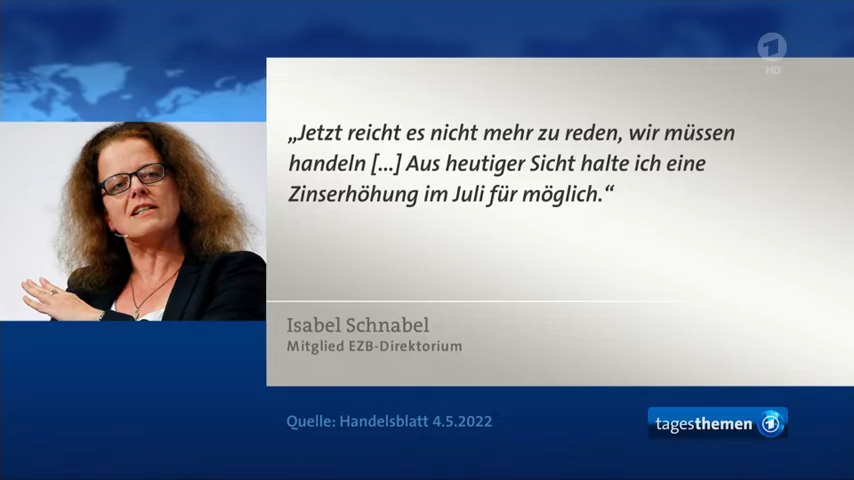 HD
„Jetzt reicht es nicht mehr zu reden, wir müssen
handeln [...] Aus heutiger Sicht halte ich eine
Zinserhöhung im Juli für möglich.“
Isabel Schnabel
Mitglied EZB-Direktorium
Quelle: Handelsblatt 4.5.2022
tagesthemen